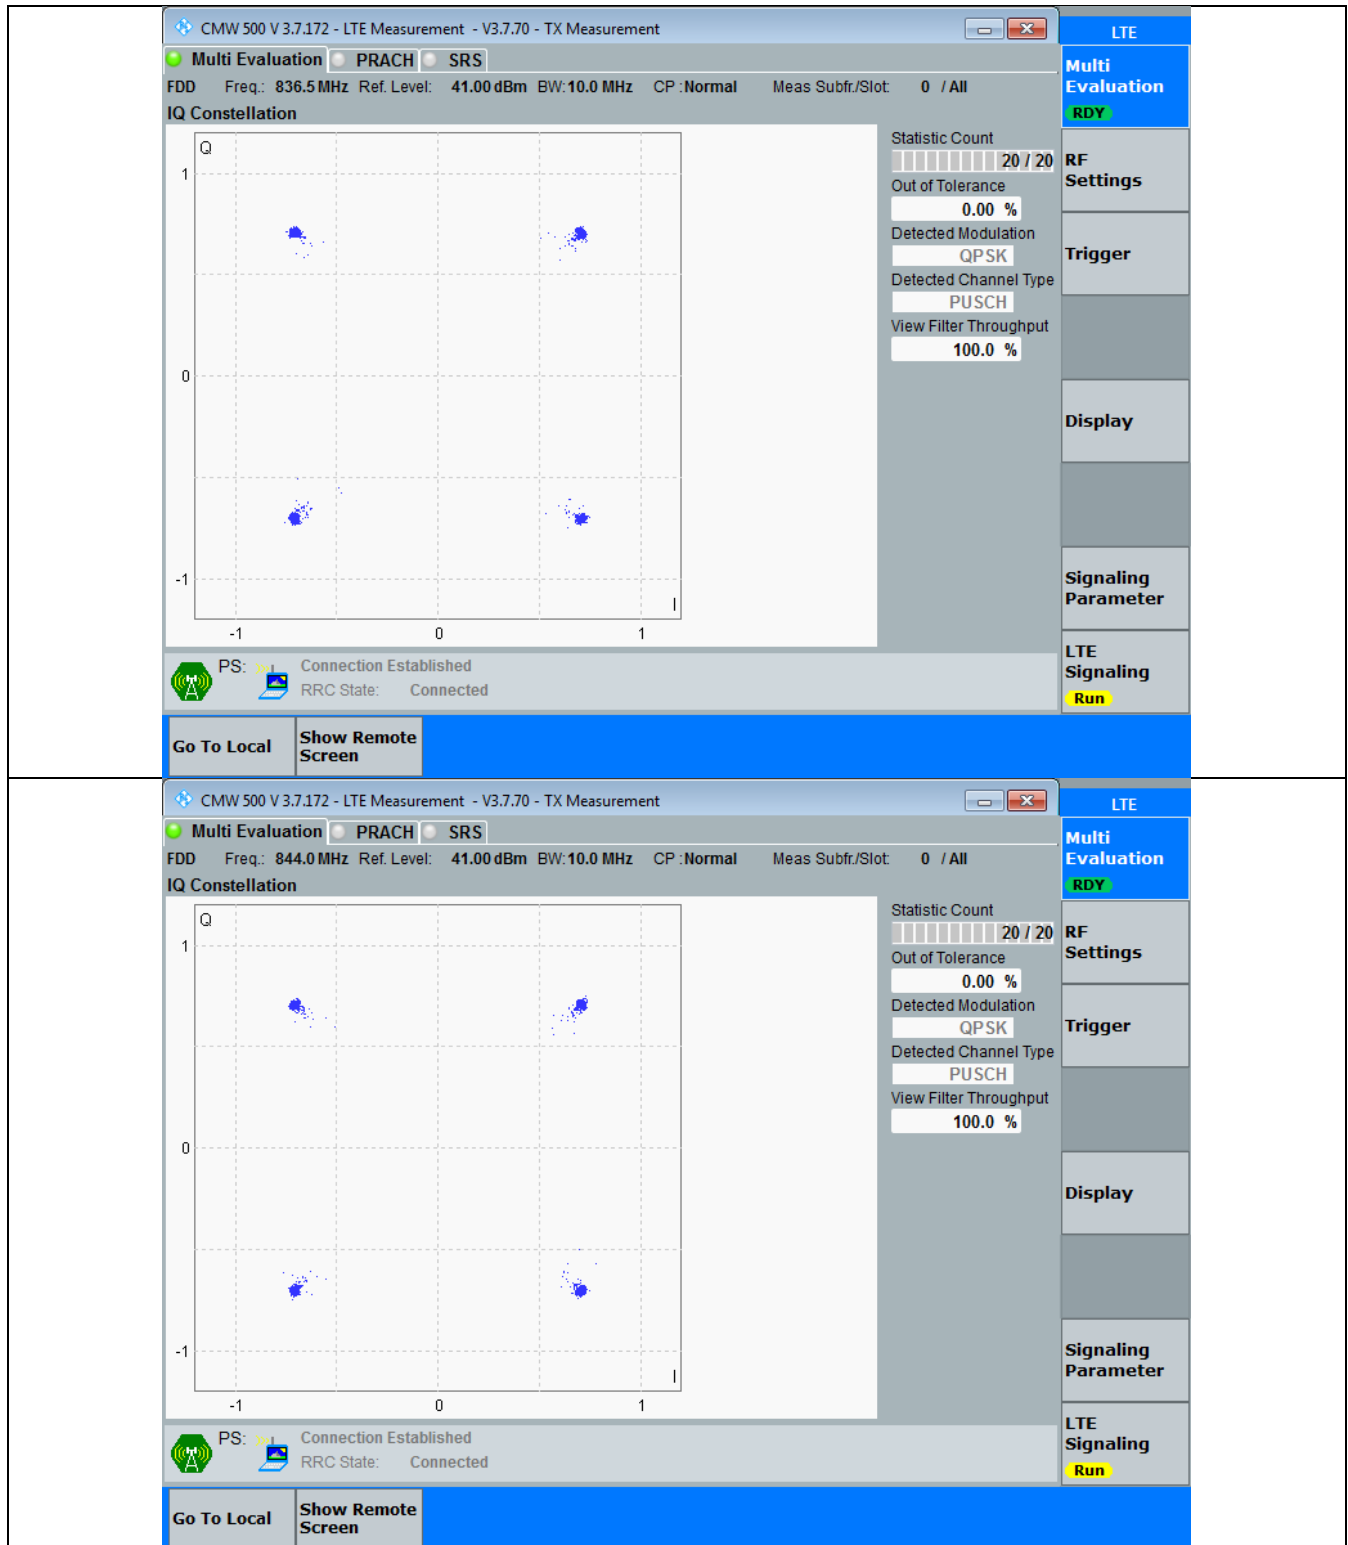 CMW 500 V 3.7.172 - LTE Measurement - V3.7.70 - TX Measurement
LTE
Multi Evaluation PRACH SRS
FDD Freq.: 836.5 MHz Ref. Level: 41.00 dBm BW: 10.0 MHz CP : Normal Meas Subfr./Slot: 0 / All
IQ Constellation
Q
1
0
-1
I
-1 0 1
Statistic Count
20 / 20
Out of Tolerance
0.00 %
Detected Modulation
QPSK
Detected Channel Type
PUSCH
View Filter Throughput
100.0 %
Multi
Evaluation
RDY
RF
Settings
Trigger
Display
Signaling
Parameter
LTE
Signaling
Run
PS: Connection Established
RRC State: Connected
Go To Local
Show Remote
Screen
CMW 500 V 3.7.172 - LTE Measurement - V3.7.70 - TX Measurement
LTE
Multi Evaluation PRACH SRS
FDD Freq.: 844.0 MHz Ref. Level: 41.00 dBm BW: 10.0 MHz CP : Normal Meas Subfr./Slot: 0 / All
IQ Constellation
Q
1
0
-1
I
-1 0 1
Statistic Count
20 / 20
Out of Tolerance
0.00 %
Detected Modulation
QPSK
Detected Channel Type
PUSCH
View Filter Throughput
100.0 %
Multi
Evaluation
RDY
RF
Settings
Trigger
Display
Signaling
Parameter
LTE
Signaling
Run
PS: Connection Established
RRC State: Connected
Go To Local
Show Remote
Screen